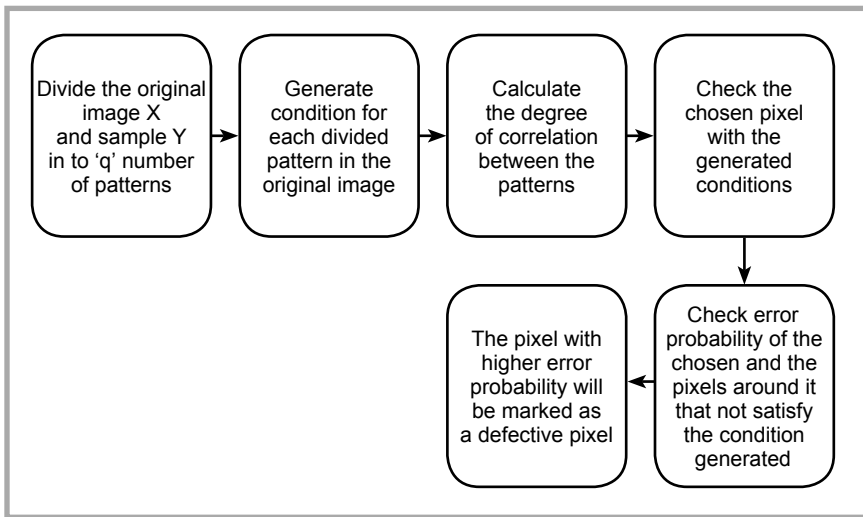 Divide the original
image X
and sample Y
in to ‘q’ number
of patterns
Generate
condition for
each divided
pattern in the
original image
Calculate
the degree
of correlation
between the
patterns
Check the
chosen pixel
with the
generated
conditions
Check error
probability of the
chosen and the
pixels around it
that not satisfy
the condition
generated
The pixel with
higher error
probability will
be marked as
a defective pixel